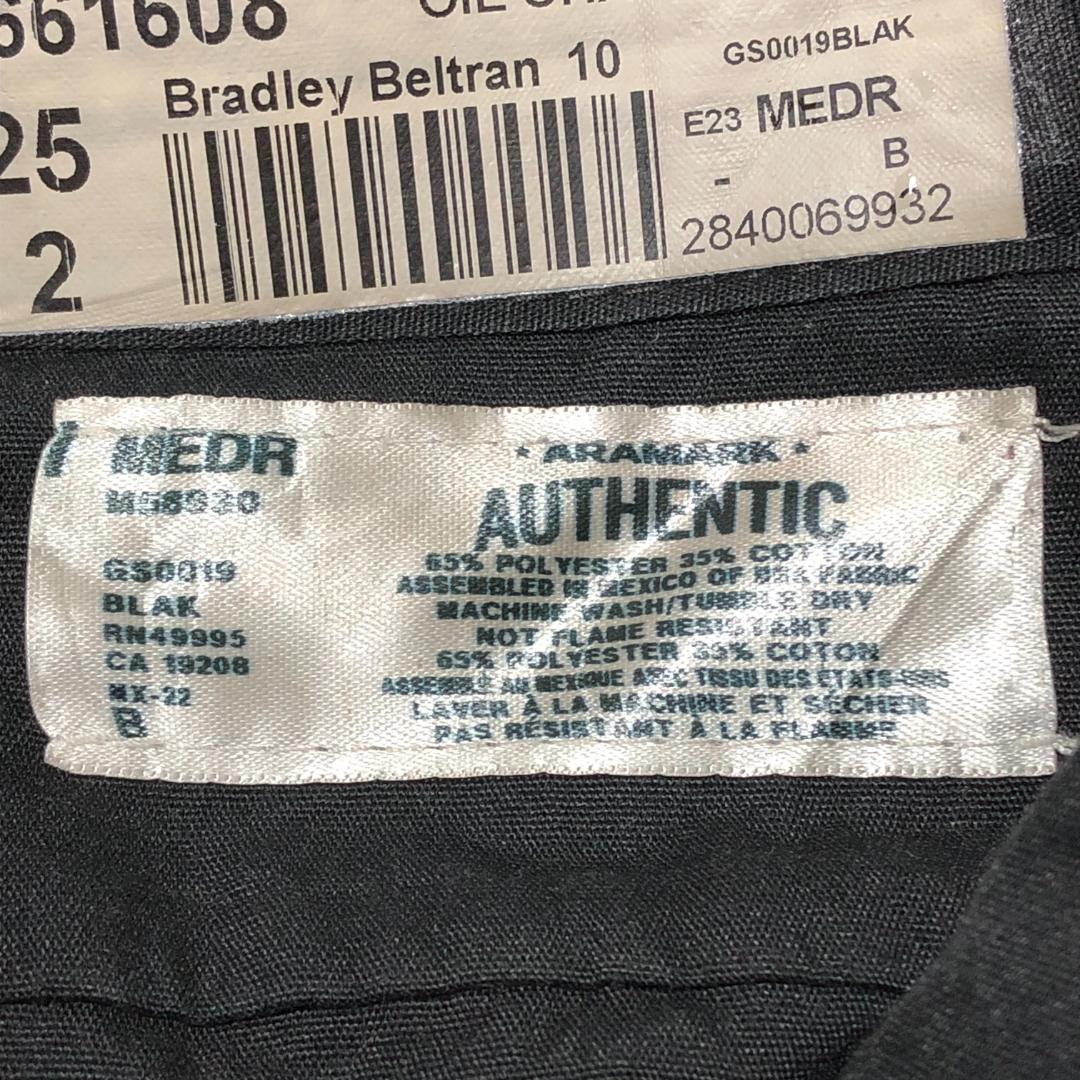 661608
Bradley Beltran 10
25
2
GS0019BLAK
E23 MEDR
B
-
2840069932
MEDR
M58930
GS0019
BLAK
RN49995
CA 19208
MX-22
B
* ARAMARK *
AUTHENTIC
65% POLYESTER 35% COTTON
ASSEMBLED IN MEXICO OF USA FABRIC
MACHINE WASH/TUMBLE DRY
NOT FLAME RESISTANT
65% POLYESTER 35% COTON
ASSEMBLÉ AU MEXIQUE AVEC TISSU DES ÉTATS-UNIS
LAVER À LA MACHINE ET SÉCHER
PAS RÉSISTANT À LA FLAMME